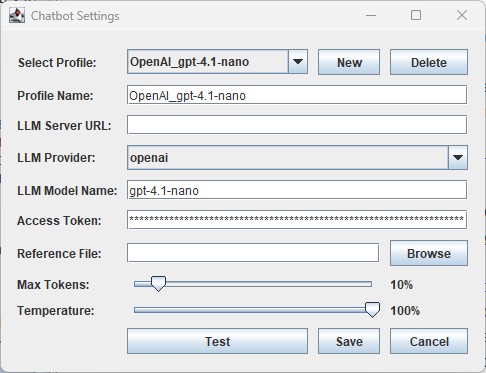 Chatbot Settings
Select Profile: OpenAI_gpt-4.1-nano New Delete
Profile Name: OpenAI_gpt-4.1-nano
LLM Server URL:
LLM Provider: openai
LLM Model Name: gpt-4.1-nano
Access Token: ********************************************************************
Reference File: Browse
Max Tokens: 10%
Temperature: 100%
Test Save Cancel